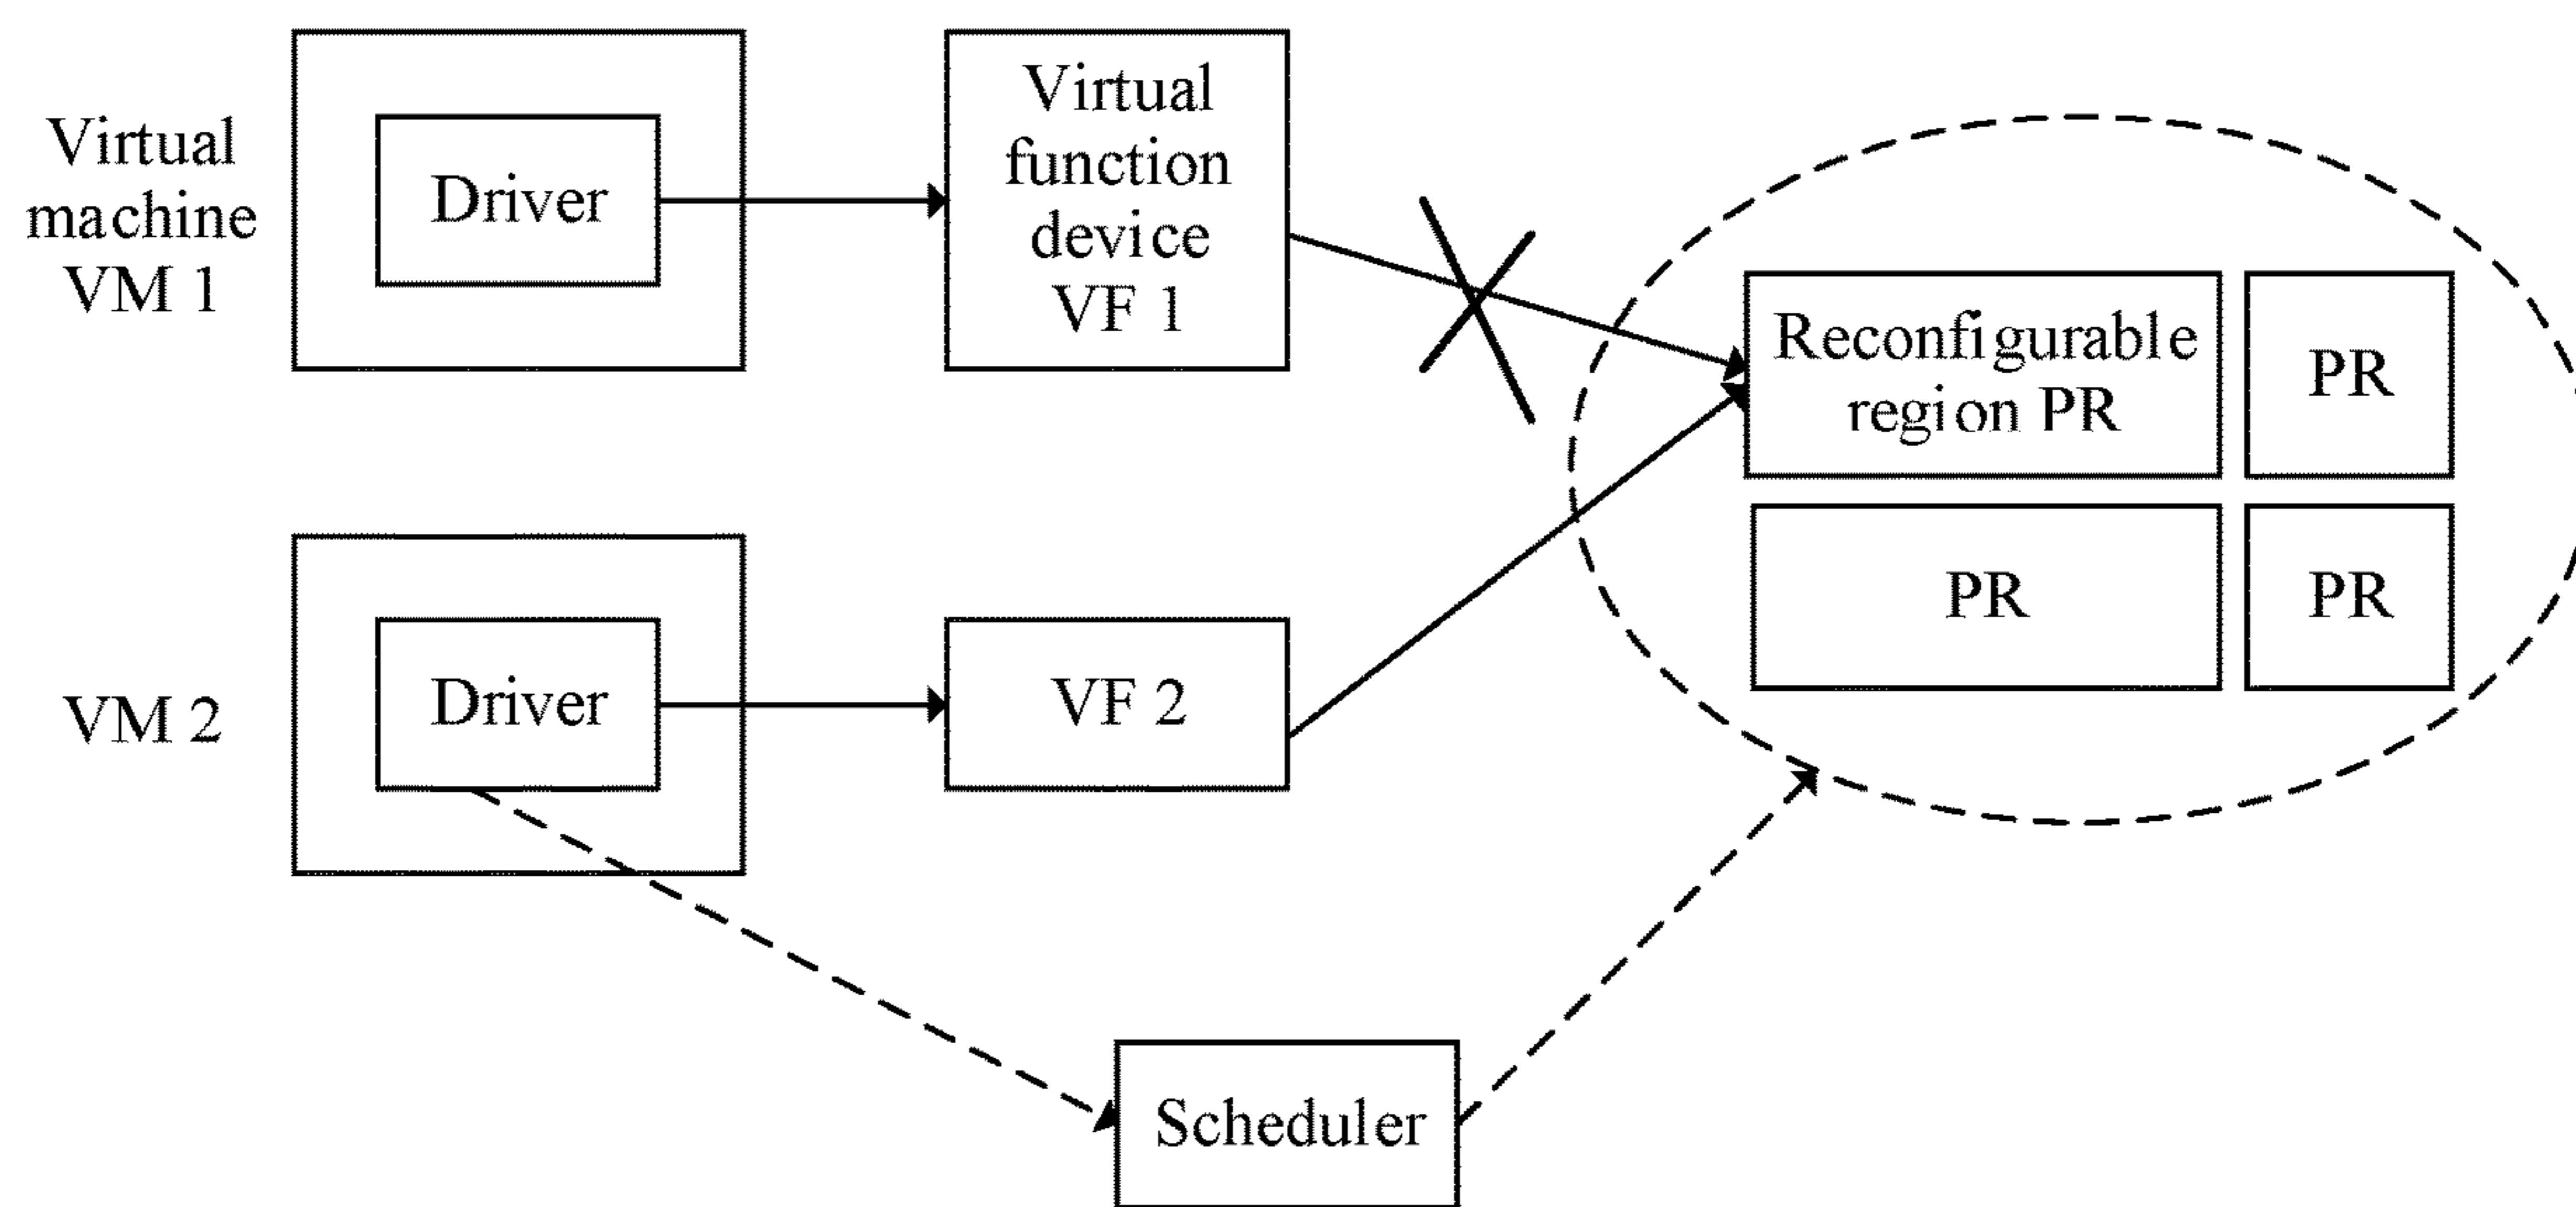 Virtual
machine
VM 1
Driver
Virtual
function
device
VF 1
Reconfigurable
region PR
PR
PR
PR
VM 2
Driver
VF 2
Scheduler